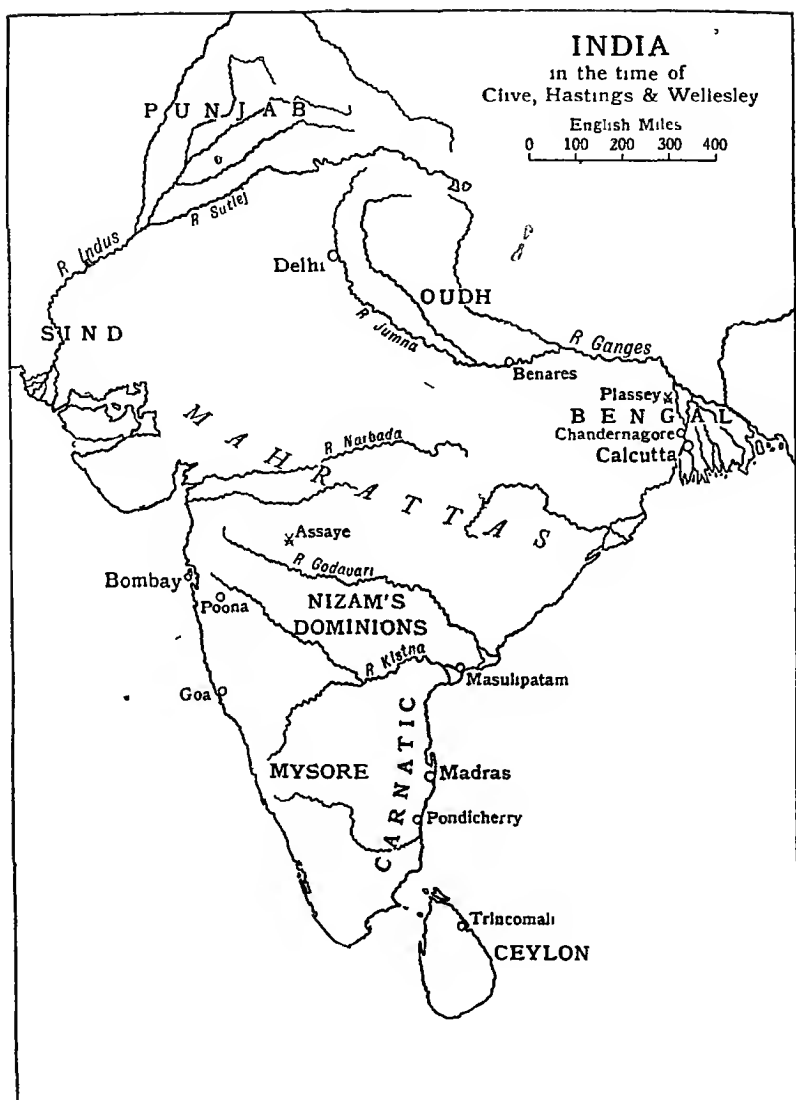 INDIA
in the time of
Clive, Hastings & Wellesley
English Miles
0 100 200 300 400
PUNJAB
R Sutlej
R Indus
Delhi
OUDH
SIND
R Jumna
R Ganges
Benares
Plassey
BENGAL
Chandernagore
Calcutta
MAHRATTAS
R Narbada
Assaye
R Godavari
Bombay
Poona
NIZAM'S
DOMINIONS
R Kistna
Masulipatam
Goa
CARNATIC
MYSORE
Madras
Pondicherry
Trincomali
CEYLON